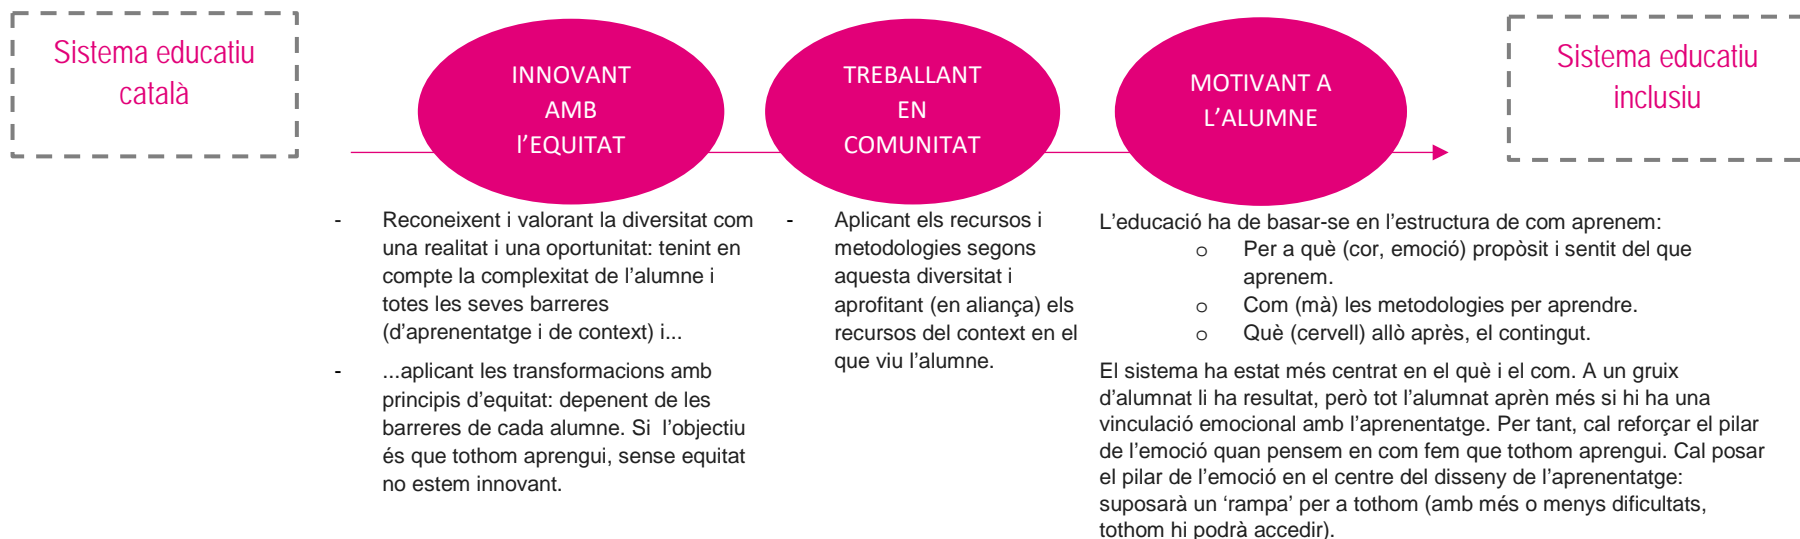 Sistema educatiu
català
INNOVANT
AMB
l'EQUITAT
TREBALLANT
EN
COMUNITAT
MOTIVANT A
L'ALUMNE
Sistema educatiu
inclusiu
- Reconeixent i valorant la diversitat com
una realitat i una oportunitat: tenint en
compte la complexitat de l'alumne i
totes les seves barreres
(d'aprenentatge i de context) i...
- ...aplicant les transformacions amb
principis d'equitat: depenent de les
barreres de cada alumne. Si l'objectiu
és que tothom aprengui, sense equitat
no estem innovant.
- Aplicant els recursos i
metodologies segons
aquesta diversitat i
aprofitant (en aliança) els
recursos del context en el
que viu l'alumne.
L'educació ha de basar-se en l'estructura de com aprenem:
o Per a què (cor, emoció) propòsit i sentit del que
aprenem.
o Com (mà) les metodologies per aprendre.
o Què (cervell) allò après, el contingut.
El sistema ha estat més centrat en el què i el com. A un gruix
d'alumnat li ha resultat, però tot l'alumnat aprèn més si hi ha una
vinculació emocional amb l'aprenentatge. Per tant, cal reforçar el pilar
de l'emoció quan pensem en com fem que tothom aprengui. Cal posar
el pilar de l'emoció en el centre del disseny de l'aprenentatge:
suposarà un 'rampa' per a tothom (amb més o menys dificultats,
tothom hi podrà accedir).